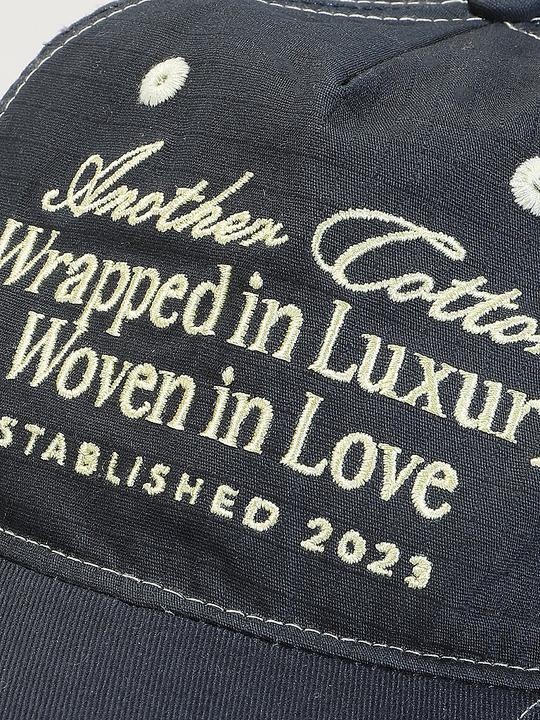 Another Cotto
Wrapped in Luxur
Woven in Love
STABLISHED 2023